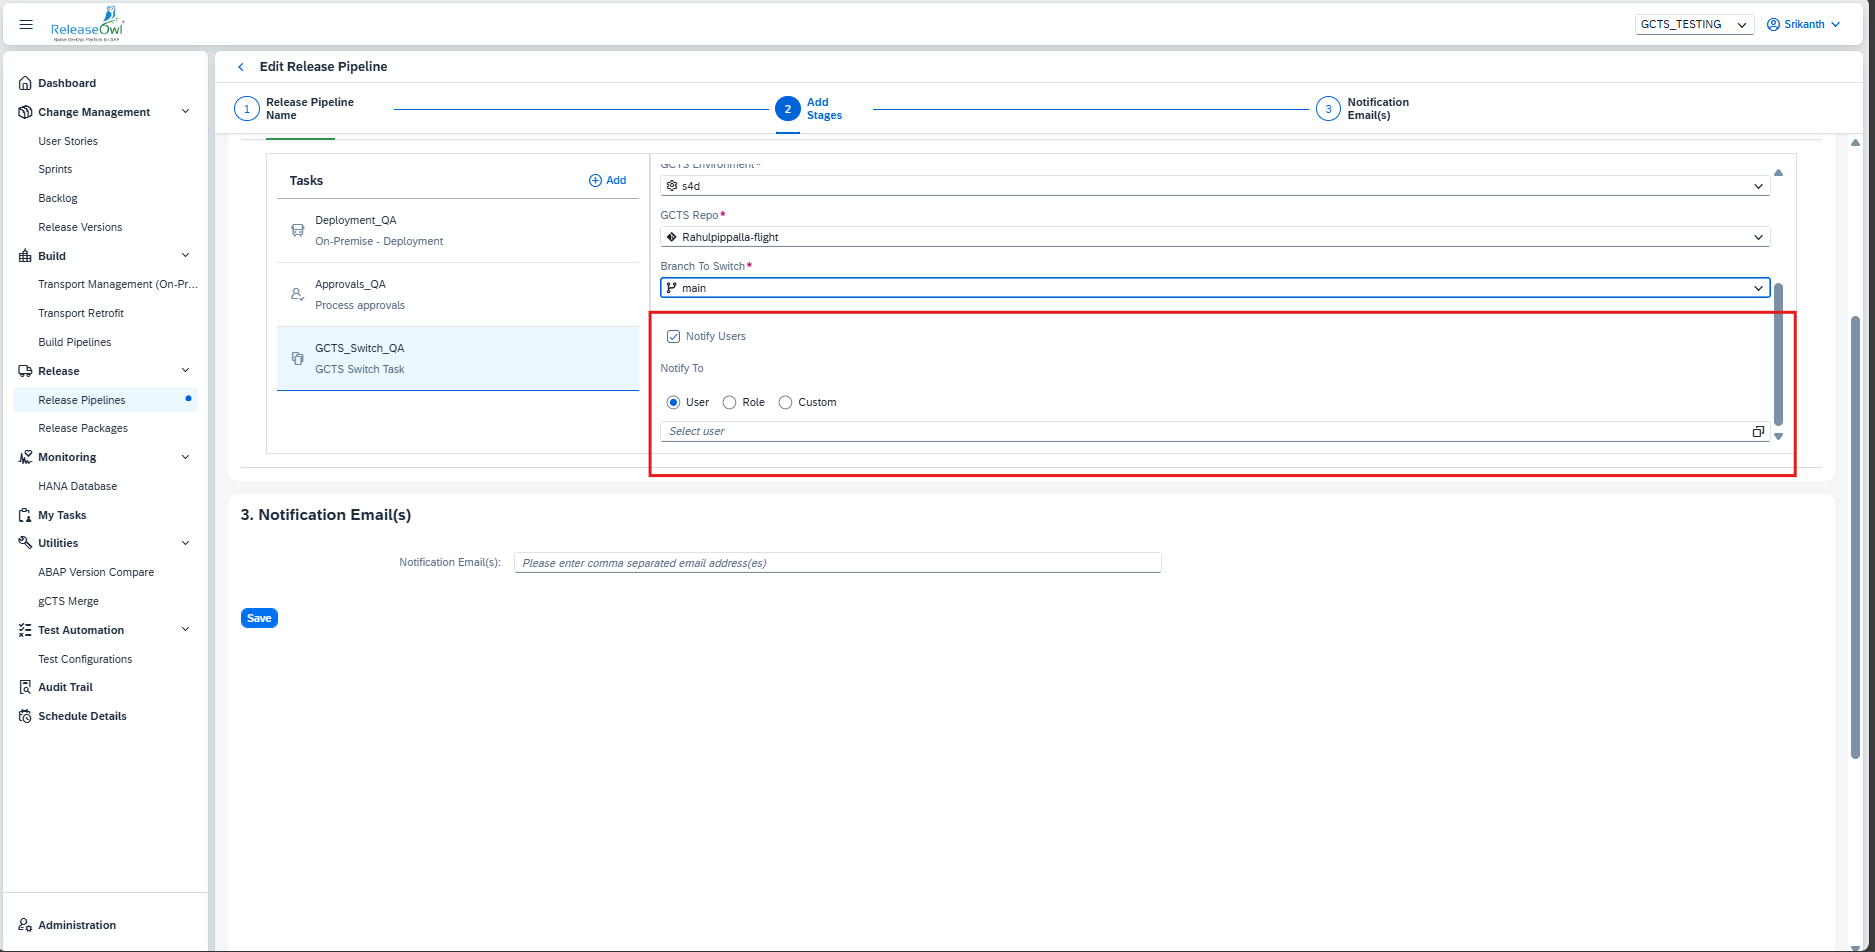 ReleaseOwl
Native DevOps Platform for SAP
GCTS_TESTING
Srikanth
Dashboard
Change Management
User Stories
Sprints
Backlog
Release Versions
Build
Transport Management (On-Pr...
Transport Retrofit
Build Pipelines
Release
Release Pipelines
Release Packages
Monitoring
HANA Database
My Tasks
Utilities
ABAP Version Compare
gCTS Merge
Test Automation
Test Configurations
Audit Trail
Schedule Details
Administration
Edit Release Pipeline
1
Release Pipeline
Name
2
Add
Stages
3
Notification
Email(s)
Tasks
Add
Deployment_QA
On-Premise - Deployment
Approvals_QA
Process approvals
GCTS_Switch_QA
GCTS Switch Task
GCTS Environment*
s4d
GCTS Repo*
Rahulpippalla-flight
Branch To Switch*
main
Notify Users
Notify To
User Role Custom
Select user
3. Notification Email(s)
Notification Email(s): Please enter comma separated email address(es)
Save